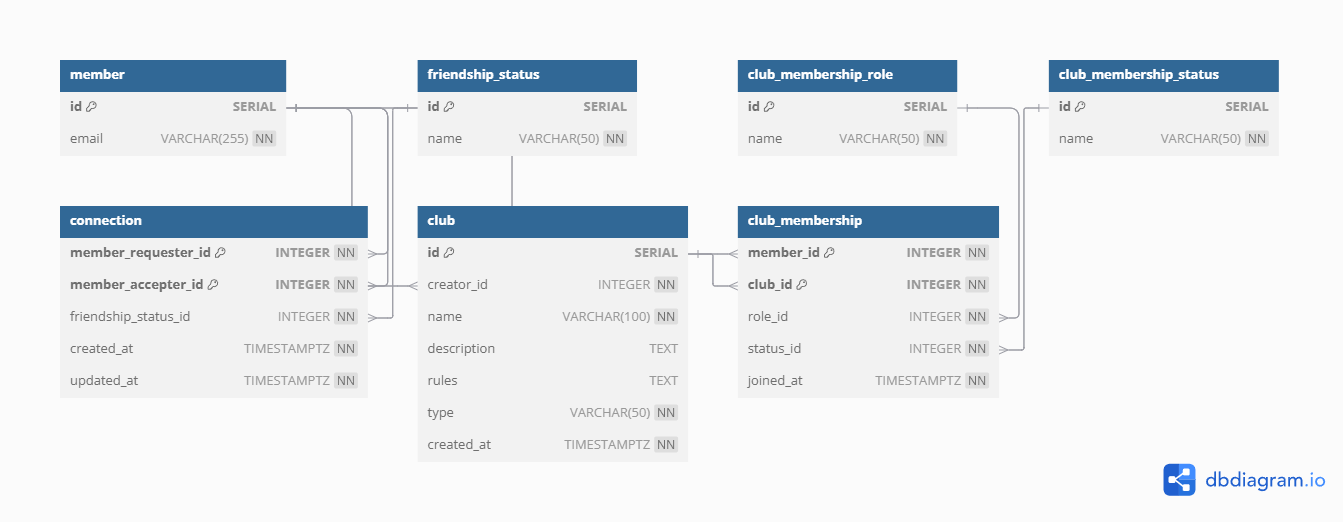 member
id SERIAL
email VARCHAR(255) NN
friendship_status
id SERIAL
name VARCHAR(50) NN
club_membership_role
id SERIAL
name VARCHAR(50) NN
club_membership_status
id SERIAL
name VARCHAR(50) NN
connection
member_requester_id INTEGER NN
member_accepter_id INTEGER NN
friendship_status_id INTEGER NN
created_at TIMESTAMPTZ NN
updated_at TIMESTAMPTZ NN
club
id SERIAL
creator_id INTEGER NN
name VARCHAR(100) NN
description TEXT
rules TEXT
type VARCHAR(50) NN
created_at TIMESTAMPTZ NN
club_membership
member_id INTEGER NN
club_id INTEGER NN
role_id INTEGER NN
status_id INTEGER NN
joined_at TIMESTAMPTZ NN
dbdiagram.io